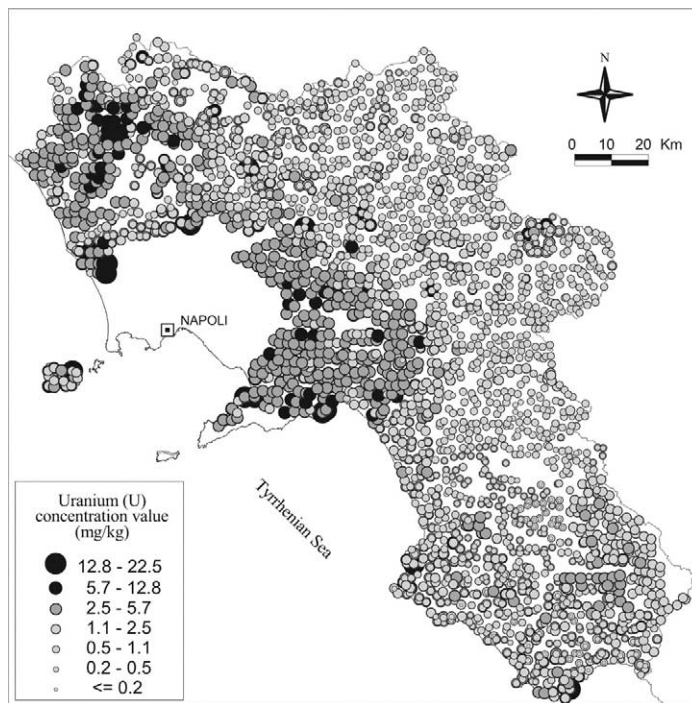 N
0 10 20 Km
NAPOLI
Tyrrhenian Sea
Uranium (U)
concentration value
(mg/kg)
12.8 - 22.5
5.7 - 12.8
2.5 - 5.7
1.1 - 2.5
0.5 - 1.1
0.2 - 0.5
<= 0.2